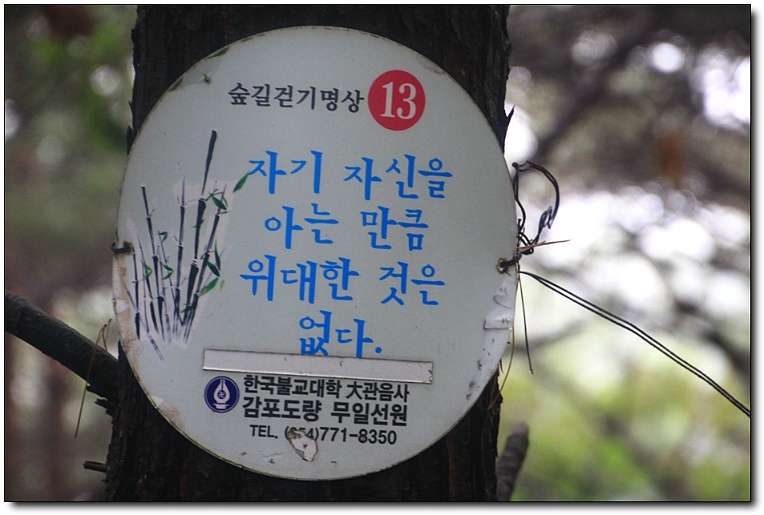 숲길걷기명상 13
자기 자신을
아는 만큼
위대한 것은
없다.
한국불교대학 大관음사
감포도량 무일선원
TEL. (054)771-8350